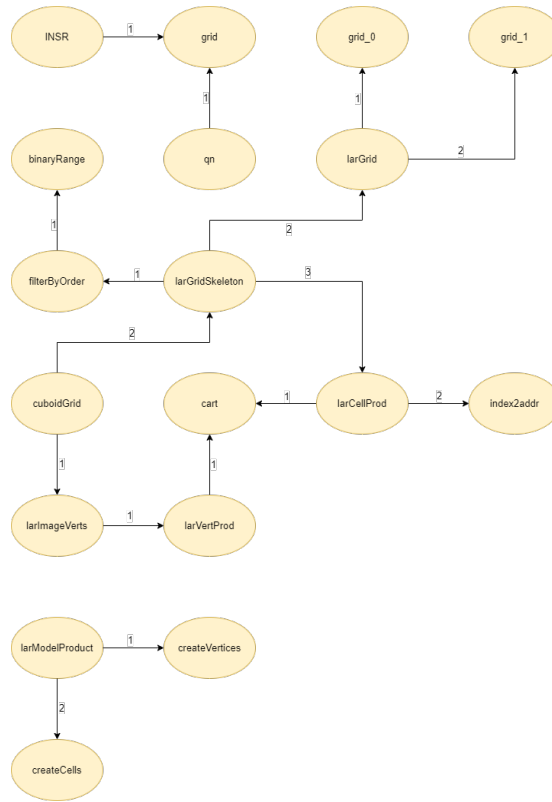 INSR
1
grid
grid_0
grid_1
1
1
2
binaryRange
qn
larGrid
1
2
filterByOrder
1
larGridSkeleton
3
2
cuboidGrid
cart
1
larCellProd
2
index2addr
1
1
larImageVerts
1
larVertProd
larModelProduct
1
createVertices
2
createCells